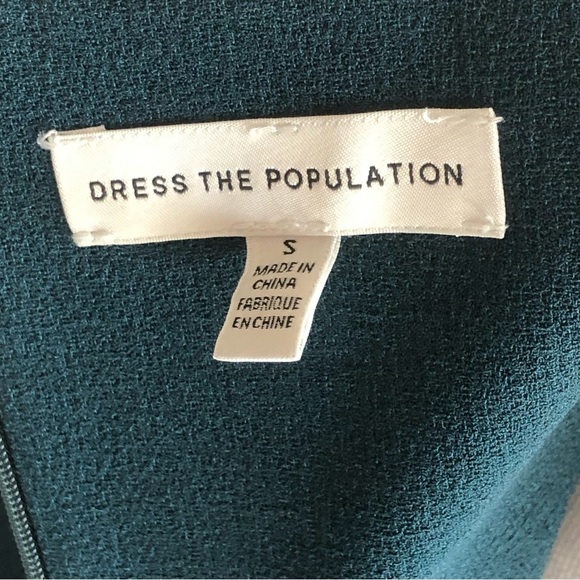 DRESS THE POPULATION
S
MADE IN
CHINA
FABRIQUE
EN CHINE